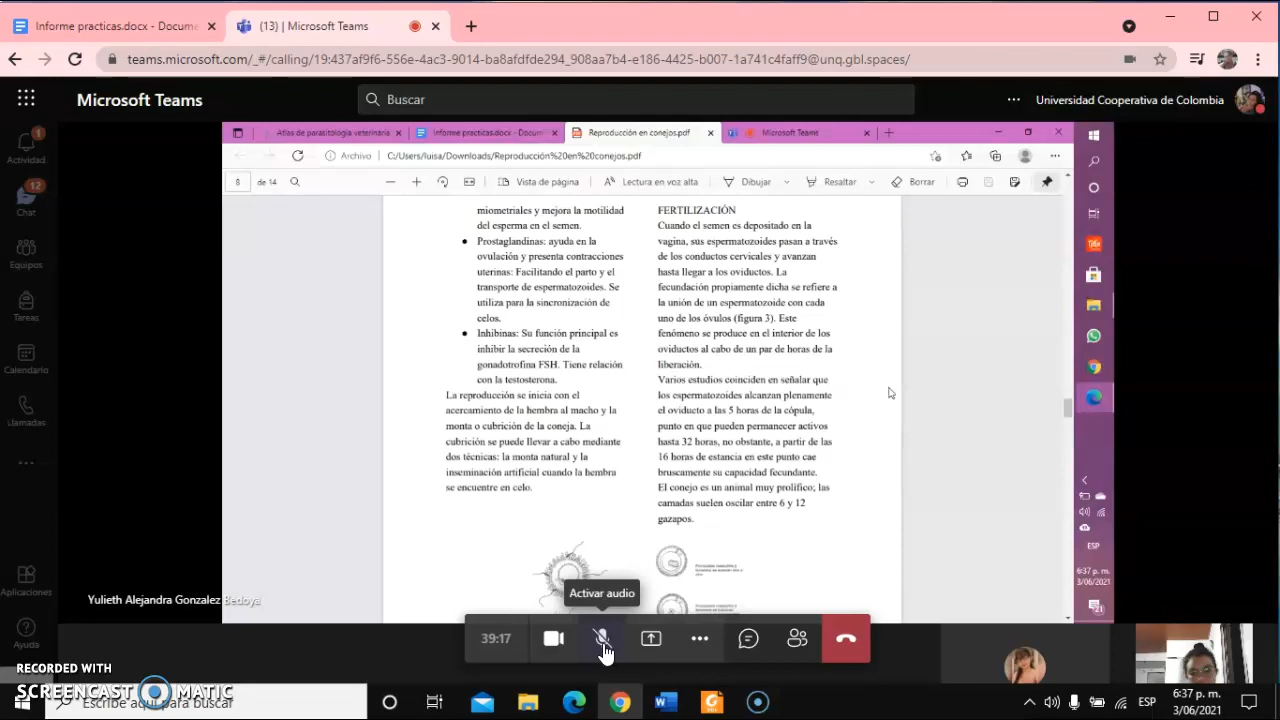 Informe practicas.docx - Docume
(13) | Microsoft Teams
teams.microsoft.com/_#/calling/19:437af9f6-556e-4ac3-9014-ba8afdfde294_908aa7b4-e186-4425-b007-1a741c4faff9@unq.gbl.spaces/
Microsoft Teams
Buscar
Universidad Cooperativa de Colombia
Actividad
1
Chat
12
Equipos
Tareas
Calendario
Llamadas
Aplicaciones
Ayuda
Atlas de parasitología veterinaria
Informe practicas.docx - Docum
Reproducción en conejos.pdf
Microsoft Teams
Archivo
C:/Users/luisa/Downloads/Reproducción%20en%20conejos.pdf
8 de 14
Vista de página
Lectura en voz alta
Dibujar
Resaltar
Borrar
miometriales y mejora la motilidad
del esperma en el semen.
● Prostaglandinas: ayuda en la
ovulación y presenta contracciones
uterinas: Facilitando el parto y el
transporte de espermatozoides. Se
utiliza para la sincronización de
celos.
● Inhibinas: Su función principal es
inhibir la secreción de la
gonadotrofina FSH. Tiene relación
con la testosterona.
La reproducción se inicia con el
acercamiento de la hembra al macho y la
monta o cubrición de la coneja. La
cubrición se puede llevar a cabo mediante
dos técnicas: la monta natural y la
inseminación artificial cuando la hembra
se encuentre en celo.
FERTILIZACIÓN
Cuando el semen es depositado en la
vagina, sus espermatozoides pasan a través
de los conductos cervicales y avanzan
hasta llegar a los oviductos. La
fecundación propiamente dicha se refiere a
la unión de un espermatozoide con cada
uno de los óvulos (figura 3). Este
fenómeno se produce en el interior de los
oviductos al cabo de un par de horas de la
liberación.
Varios estudios coinciden en señalar que
los espermatozoides alcanzan plenamente
el oviducto a las 5 horas de la cópula,
punto en que pueden permanecer activos
hasta 32 horas, no obstante, a partir de las
16 horas de estancia en este punto cae
bruscamente su capacidad fecundante.
El conejo es un animal muy prolífico; las
camadas suelen oscilar entre 6 y 12
gazapos.
ESP
6:37 p. m.
3/06/2021
Activar audio
Yulieth Alejandra Gonzalez Bedoya
39:17
RECORDED WITH
SCREENCAST MATIC
Escribe aquí para buscar
ESP
6:37 p. m.
3/06/2021